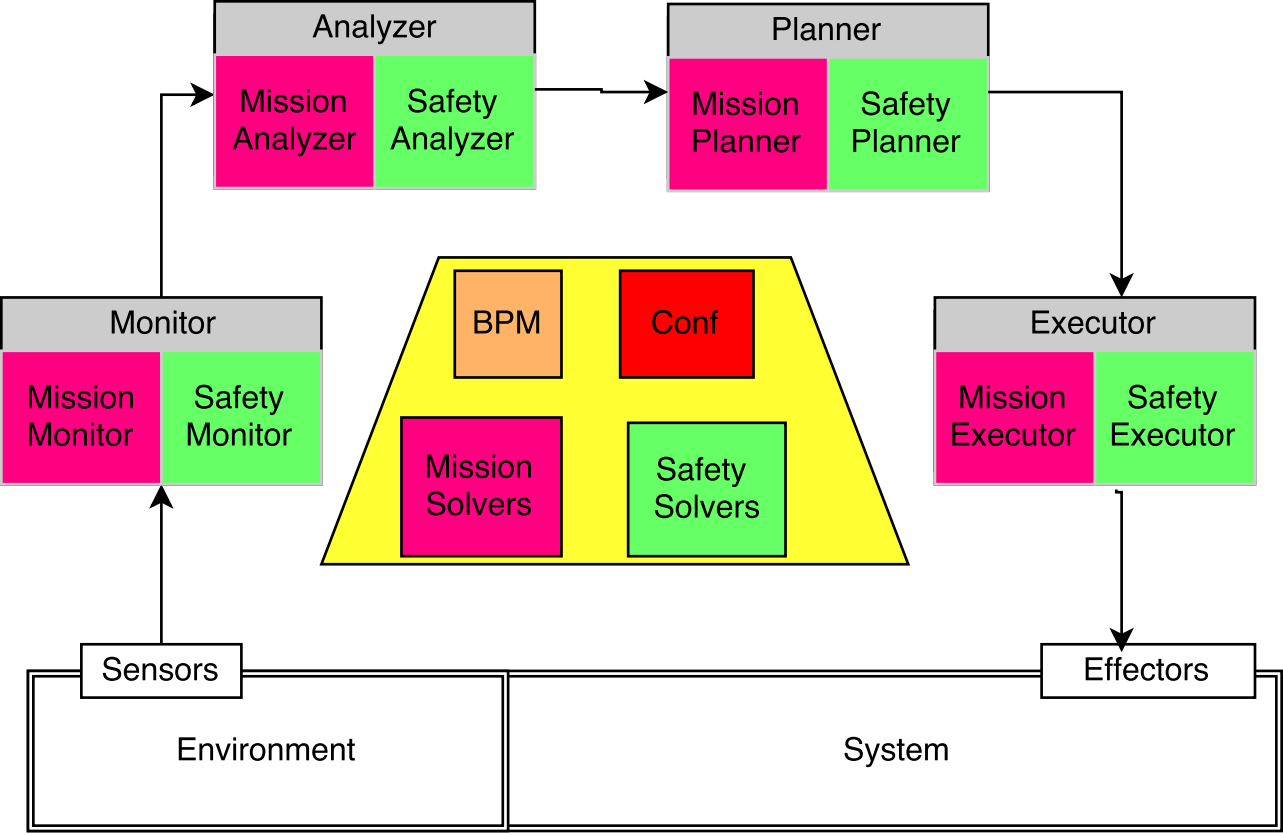 Analyzer
Mission
Analyzer
Safety
Analyzer
Planner
Mission
Planner
Safety
Planner
Monitor
Mission
Monitor
Safety
Monitor
BPM
Conf
Mission
Solvers
Safety
Solvers
Executor
Mission
Executor
Safety
Executor
Sensors
Environment
Effectors
System